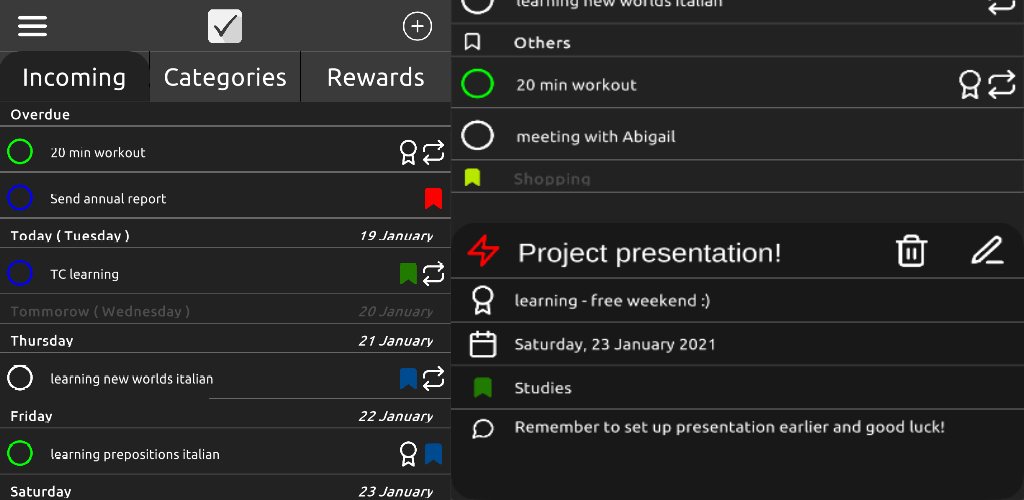 Incoming
Categories
Rewards
Overdue
20 min workout
Send annual report
Today ( Tuesday )
19 January
TC learning
Tommorow ( Wednesday )
20 January
Thursday
21 January
learning new worlds italian
Friday
22 January
learning prepositions italian
Saturday
23 January
learning new worlds italian
Others
20 min workout
meeting with Abigail
Shopping
Project presentation!
learning - free weekend :)
Saturday, 23 January 2021
Studies
Remember to set up presentation earlier and good luck!